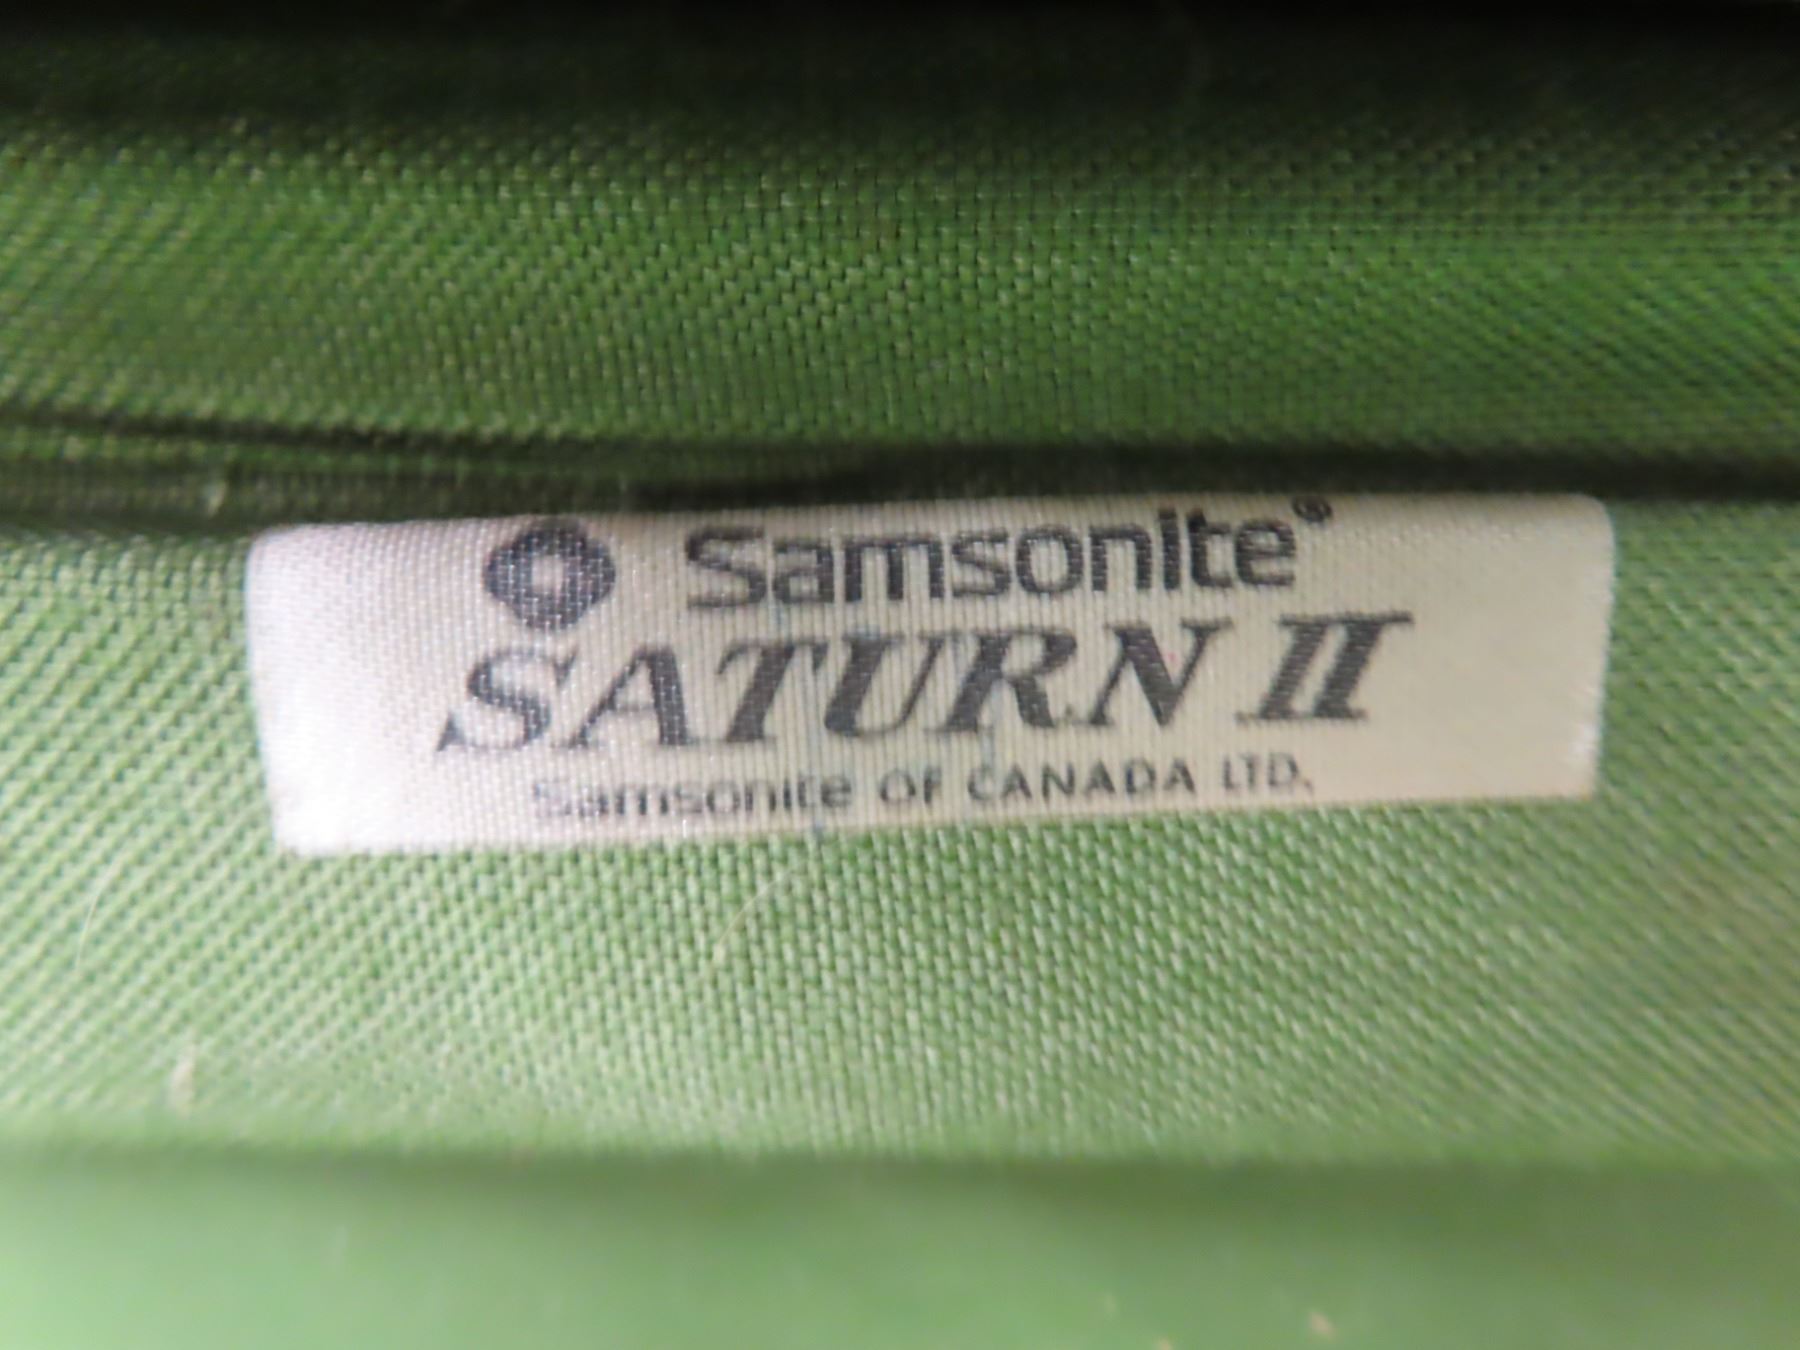 Samsonite®
SATURN II
Samsonite OF CANADA LTD.